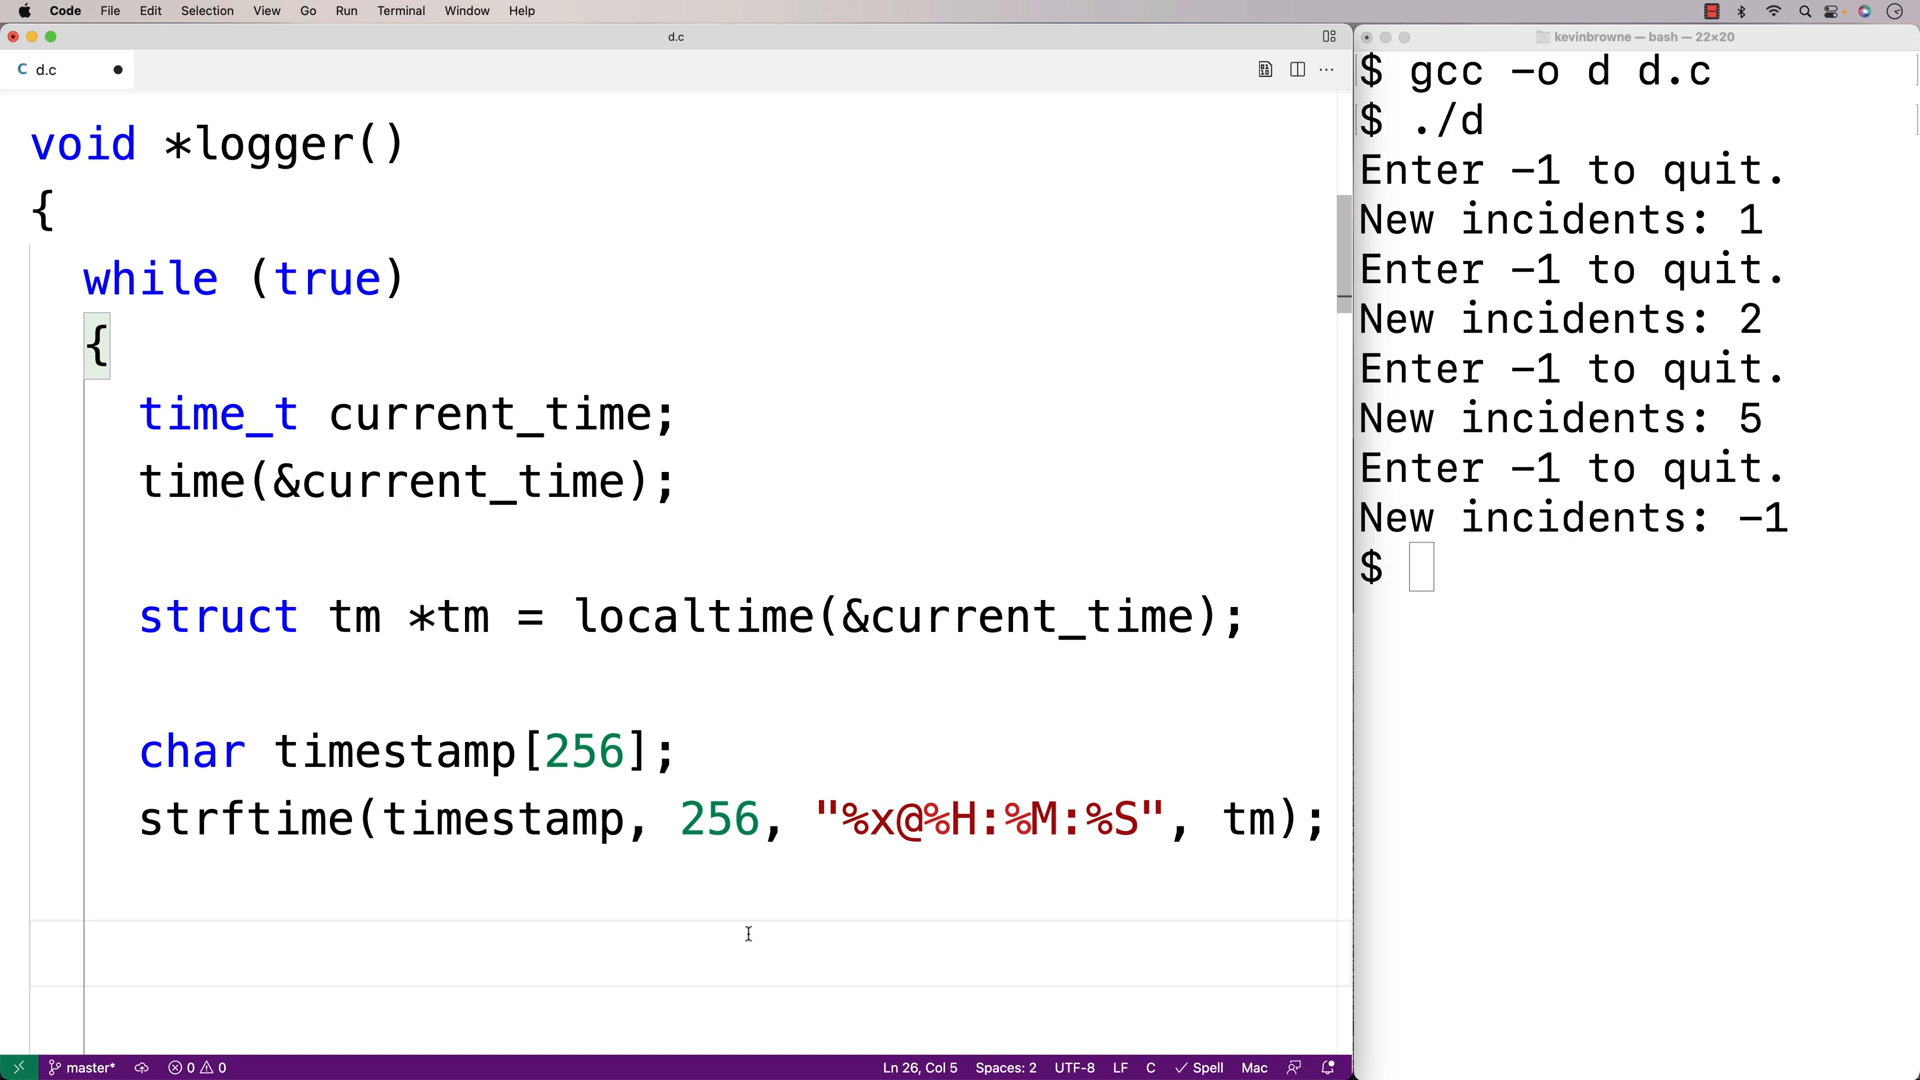 Code File Edit Selection View Go Run Terminal Window Help
d.c
kevinbrowne — bash — 22×20
C d.c
void *logger()
{
while (true)
{
time_t current_time;
time(&current_time);
struct tm *tm = localtime(&current_time);
char timestamp[256];
strftime(timestamp, 256, "%x@%H:%M:%S", tm);
master* 0 0 Ln 26, Col 5 Spaces: 2 UTF-8 LF C Spell Mac
$ gcc -o d d.c
$ ./d
Enter -1 to quit.
New incidents: 1
Enter -1 to quit.
New incidents: 2
Enter -1 to quit.
New incidents: 5
Enter -1 to quit.
New incidents: -1
$